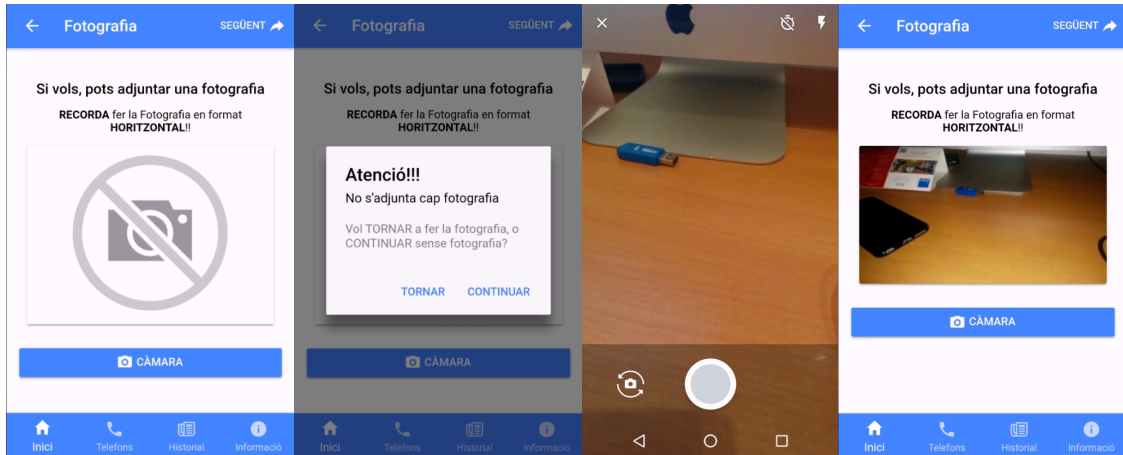 Fotografia
SEGÜENT
Si vols, pots adjuntar una fotografia
RECORDA fer la Fotografia en format
HORITZONTAL!!
CÀMARA
Inici
Telefons
Historial
Informació
Fotografia
SEGÜENT
Si vols, pots adjuntar una fotografia
RECORDA fer la Fotografia en format
HORITZONTAL!!
Atenció!!!
No s'adjunta cap fotografia
Vol TORNAR a fer la fotografia, o
CONTINUAR sense fotografia?
TORNAR
CONTINUAR
CÀMARA
Inici
Telefons
Historial
Informació
Fotografia
SEGÜENT
Si vols, pots adjuntar una fotografia
RECORDA fer la Fotografia en format
HORITZONTAL!!
CÀMARA
Inici
Telefons
Historial
Informació